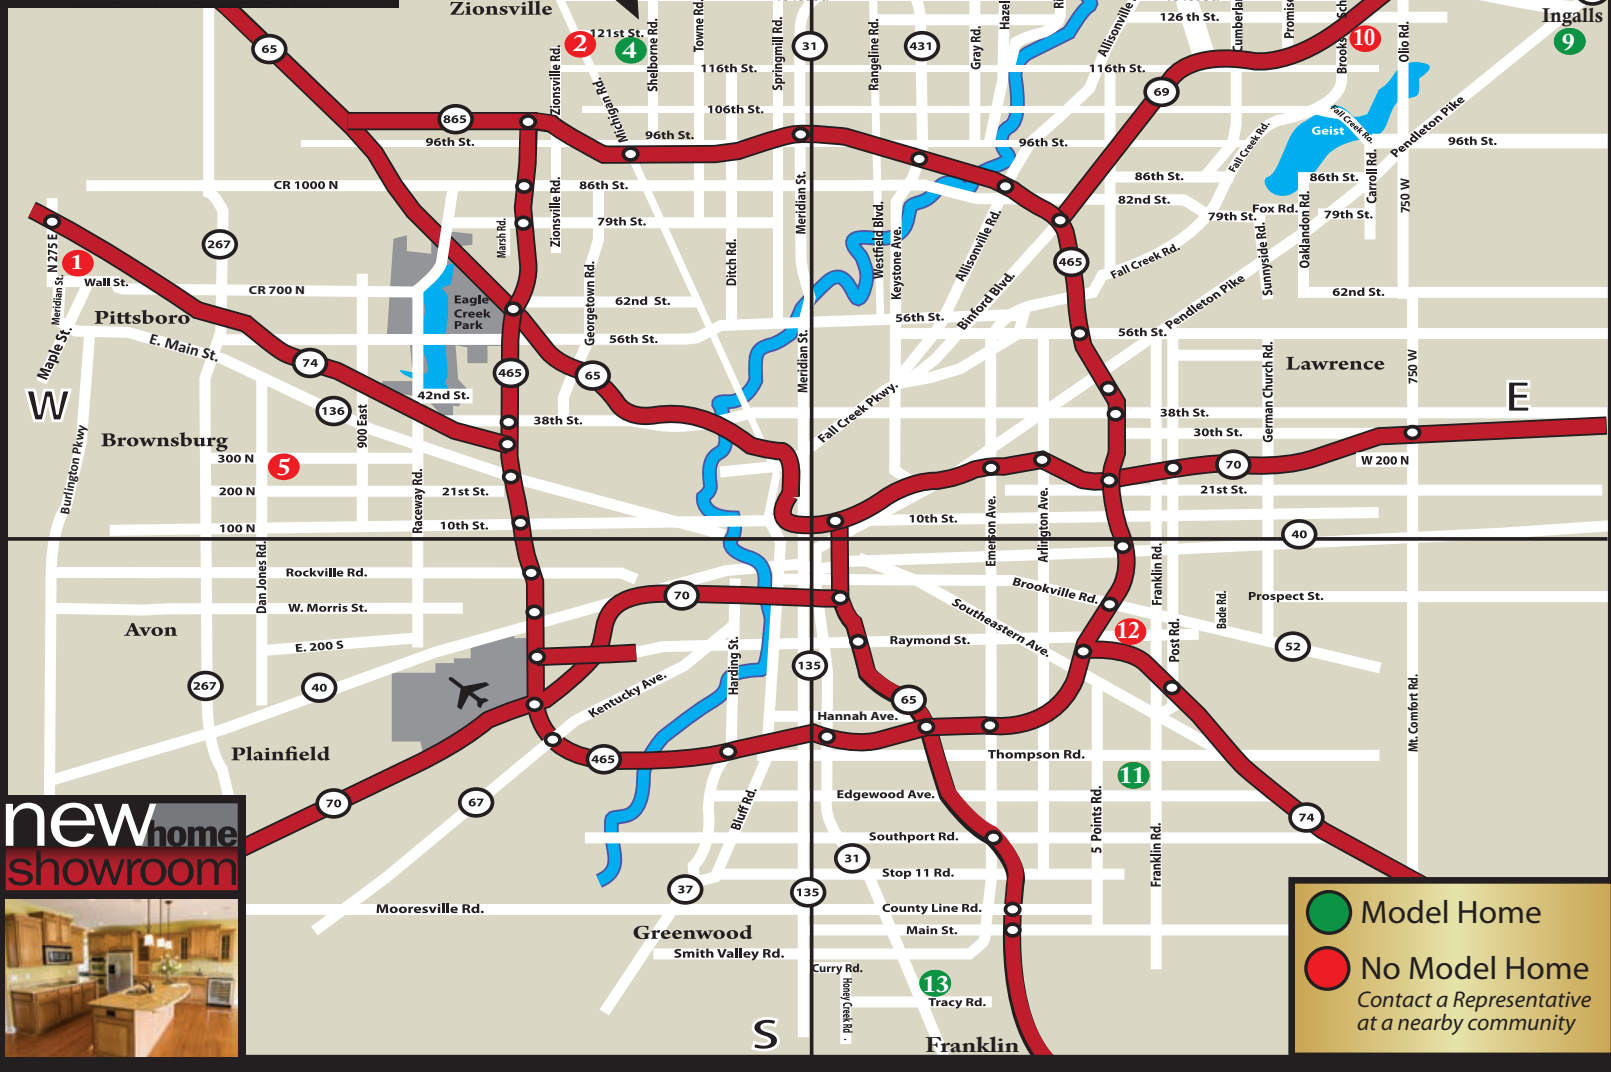 Zionsville
121st St.
2
4
Zionsville Rd.
Michigan Rd.
Shelborne Rd.
Towne Rd.
Springmill Rd.
31
Rangeline Rd.
431
Gray Rd.
Hazel
Allisonville
126 th St.
Cumberlan
Promise
10
Olio Rd.
Ingalls
9
65
116th St.
116th St.
106th St.
69
865
96th St.
96th St.
96th St.
96th St.
Geist
Fall Creek Rd.
Fall Creek Rd.
Pendleton Pike
CR 1000 N
86th St.
86th St.
86th St.
82nd St.
Carroll Rd.
750 W
Zionsville Rd.
Marsh Rd.
79th St.
79th St.
Fox Rd.
79th St.
Meridian St.
Westfield Blvd.
Keystone Ave.
Allisonville Rd.
Oaklandon Rd.
Sunnyside Rd.
N 275 E
1
267
Wall St.
CR 700 N
Ditch Rd.
Georgetown Rd.
465
Fall Creek Rd.
Binford Blvd.
Pendleton Pike
62nd St.
62nd St.
Eagle
Creek
Park
Meridian St.
Pittsboro
E. Main St.
Maple St.
56th St.
56th St.
56th St.
Meridian St.
74
465
65
Lawrence
German Church Rd.
750 W
W
E
42nd St.
136
900 East
38th St.
38th St.
30th St.
Fall Creek Pkwy.
Brownsburg
300 N
5
Burlington Pkwy
200 N
21st St.
21st St.
70
W 200 N
Raceway Rd.
100 N
10th St.
10th St.
Emerson Ave.
Arlington Ave.
40
Dan Jones Rd.
Rockville Rd.
Franklin Rd.
W. Morris St.
70
Brookville Rd.
Southeastern Ave.
Bade Rd.
Prospect St.
Avon
E. 200 S
Raymond St.
12
Post Rd.
52
Harding St.
135
267
40
Kentucky Ave.
65
Hannah Ave.
Mt. Comfort Rd.
Plainfield
465
Thompson Rd.
11
70
67
Edgewood Ave.
Bluff Rd.
5 Points Rd.
74
Southport Rd.
31
Franklin Rd.
Stop 11 Rd.
37
135
Mooresville Rd.
County Line Rd.
Greenwood
Main St.
Smith Valley Rd.
Curry Rd.
Honey Creek Rd.
13
Tracy Rd.
S
Franklin
new home
showroom
Model Home
No Model Home
Contact a Representative
at a nearby community